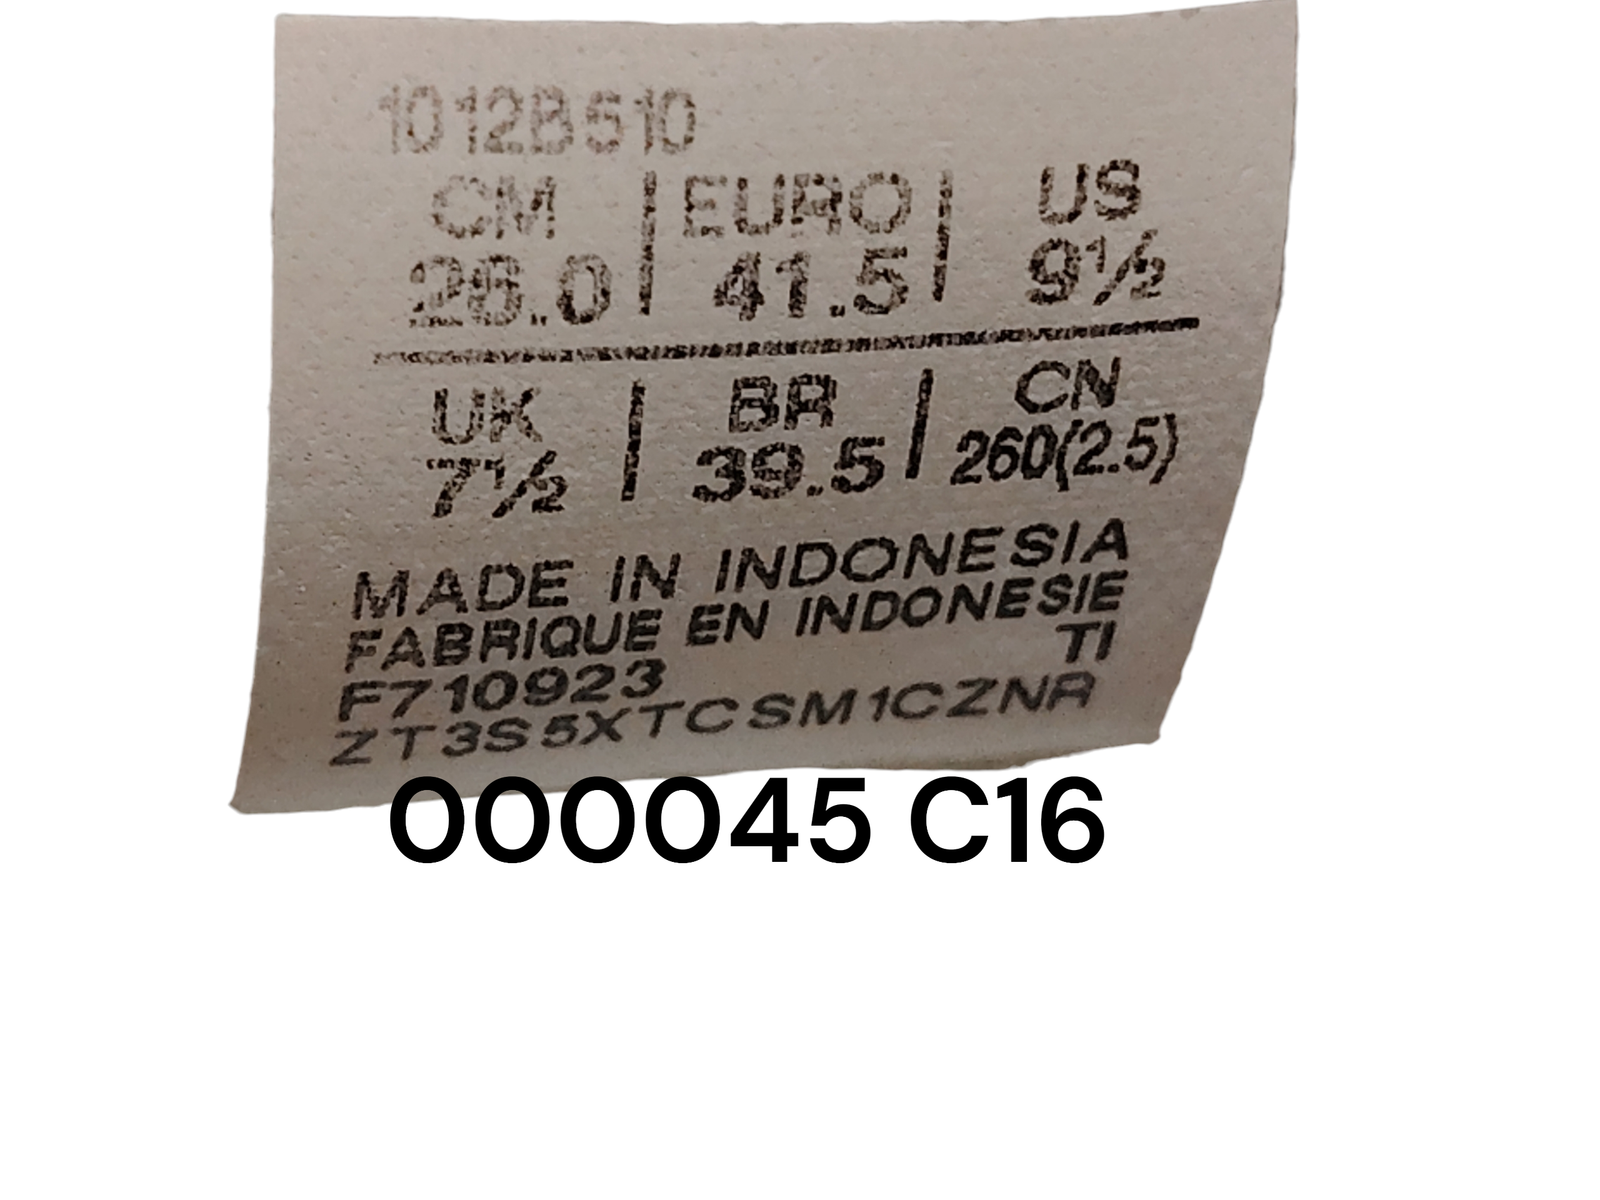 1012B510
CM | EURO | US
26.0 | 41.5 | 9½
UK | BR | CN
7½ | 39.5 | 260(2.5)
MADE IN INDONESIA
FABRIQUE EN INDONESIE
TI
F710923
ZT3S5XTCSM1CZNR
000045 C16